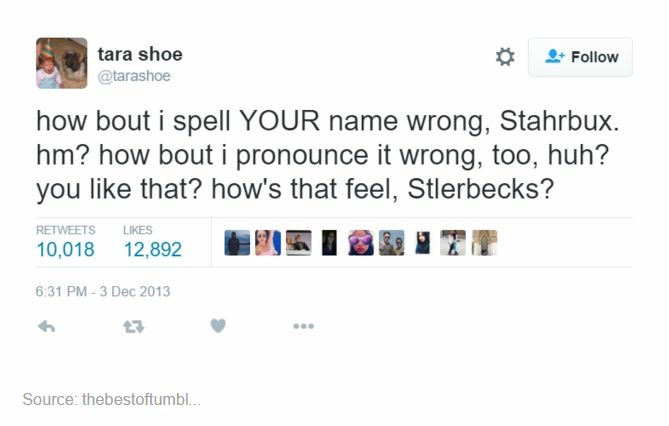 tara shoe
@tarashoe
Follow
how bout i spell YOUR name wrong, Stahrbux.
hm? how bout i pronounce it wrong, too, huh?
you like that? how's that feel, Stlerbecks?
RETWEETS LIKES
10,018 12,892
6:31 PM - 3 Dec 2013
Source: thebestoftumbl...